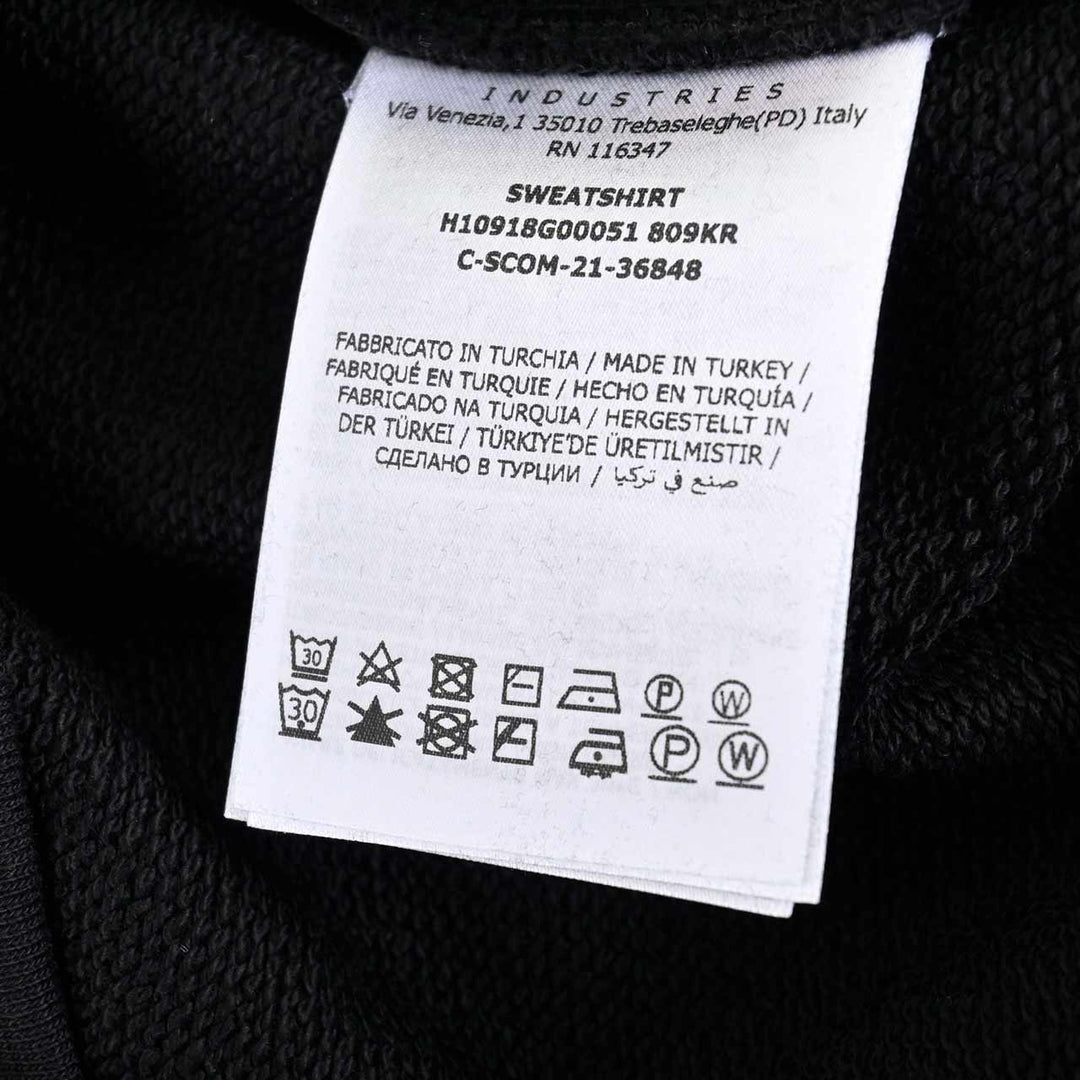 INDUSTRIES
Via Venezia,1 35010 Trebaseleghe(PD) Italy
RN 116347
SWEATSHIRT
H10918G00051 809KR
C-SCOM-21-36848
FABBRICATO IN TURCHIA / MADE IN TURKEY /
FABRIQUÉ EN TURQUIE / HECHO EN TURQUÍA /
FABRICADO NA TURQUIA / HERGESTELLT IN
DER TÜRKEI / TÜRKIYE'DE ÜRETILMISTIR /
СДЕЛАНО В ТУРЦИИ / صنع في تركيا
30 P W
30 P W